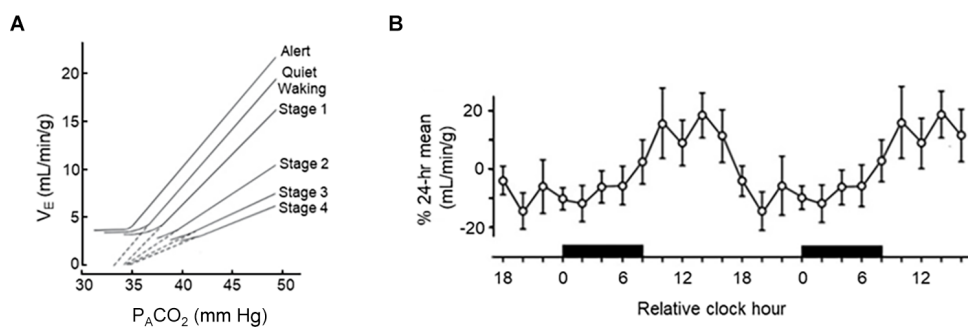 A
B
Alert
Quiet
Waking
Stage 1
Stage 2
Stage 3
Stage 4
20
15
10
5
0
V_E (mL/min/g)
30 35 40 45 50
P_ACO₂ (mm Hg)
% 24-hr mean
(mL/min/g)
20
0
-20
18 0 6 12 18 0 6 12
Relative clock hour